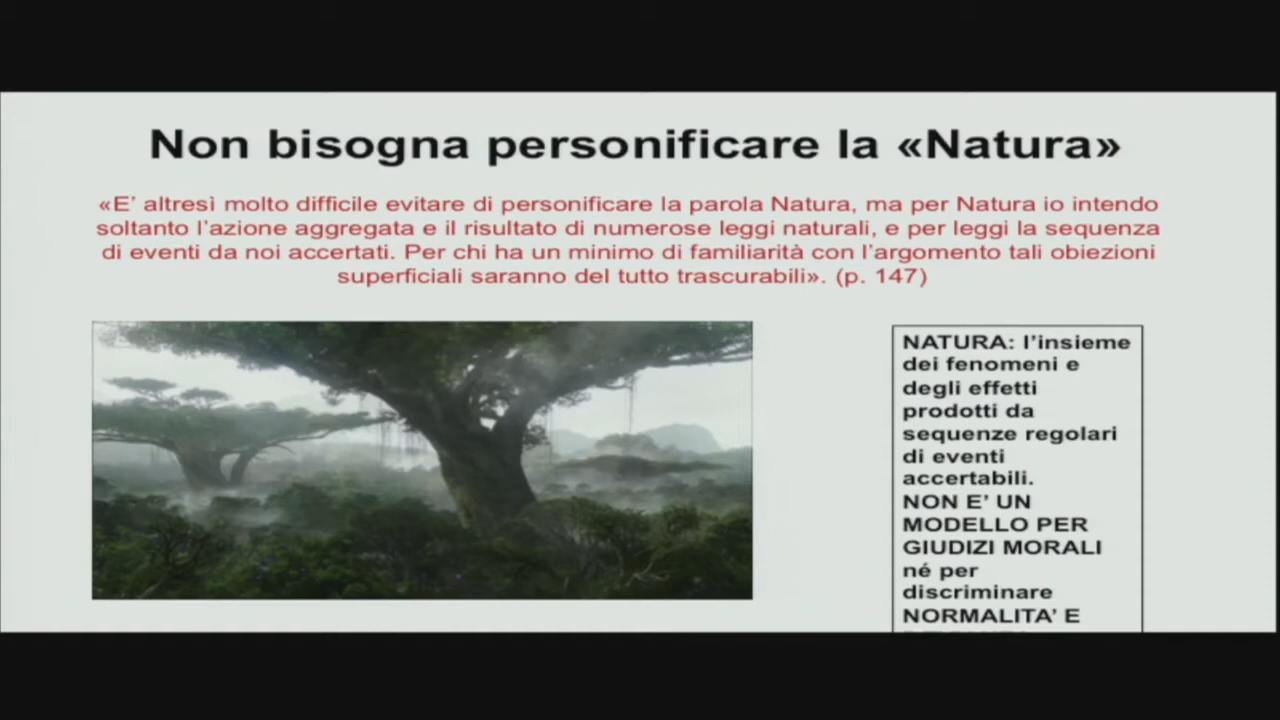 Non bisogna personificare la «Natura»
«E’ altresì molto difficile evitare di personificare la parola Natura, ma per Natura io intendo
soltanto l’azione aggregata e il risultato di numerose leggi naturali, e per leggi la sequenza
di eventi da noi accertati. Per chi ha un minimo di familiarità con l’argomento tali obiezioni
superficiali saranno del tutto trascurabili». (p. 147)
NATURA: l’insieme
dei fenomeni e
degli effetti
prodotti da
sequenze regolari
di eventi
accertabili.
NON E’ UN
MODELLO PER
GIUDIZI MORALI
né per
discriminare
NORMALITA’ E